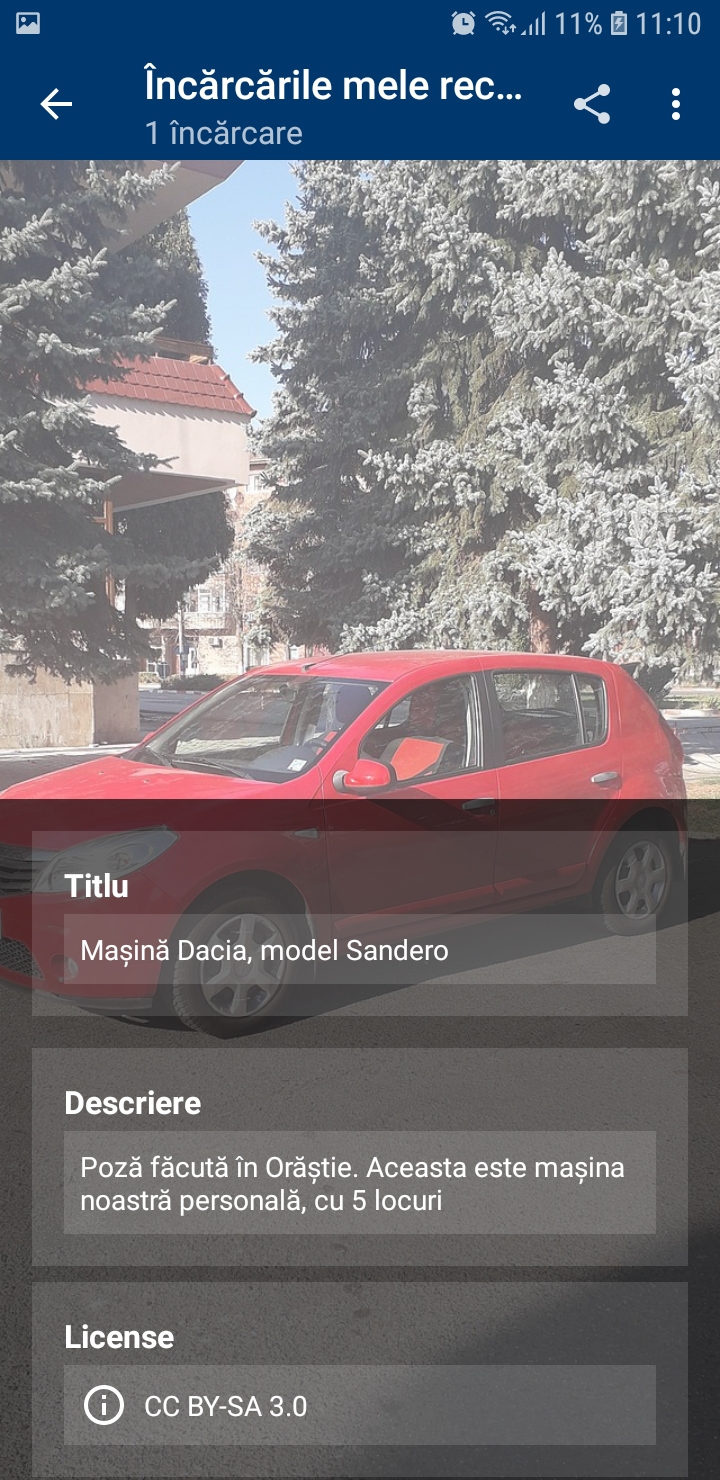 11% 11:10
Încărcările mele rec...
1 încărcare
Titlu
Mașină Dacia, model Sandero
Descriere
Poză făcută în Orăștie. Aceasta este mașina
noastră personală, cu 5 locuri
License
CC BY-SA 3.0